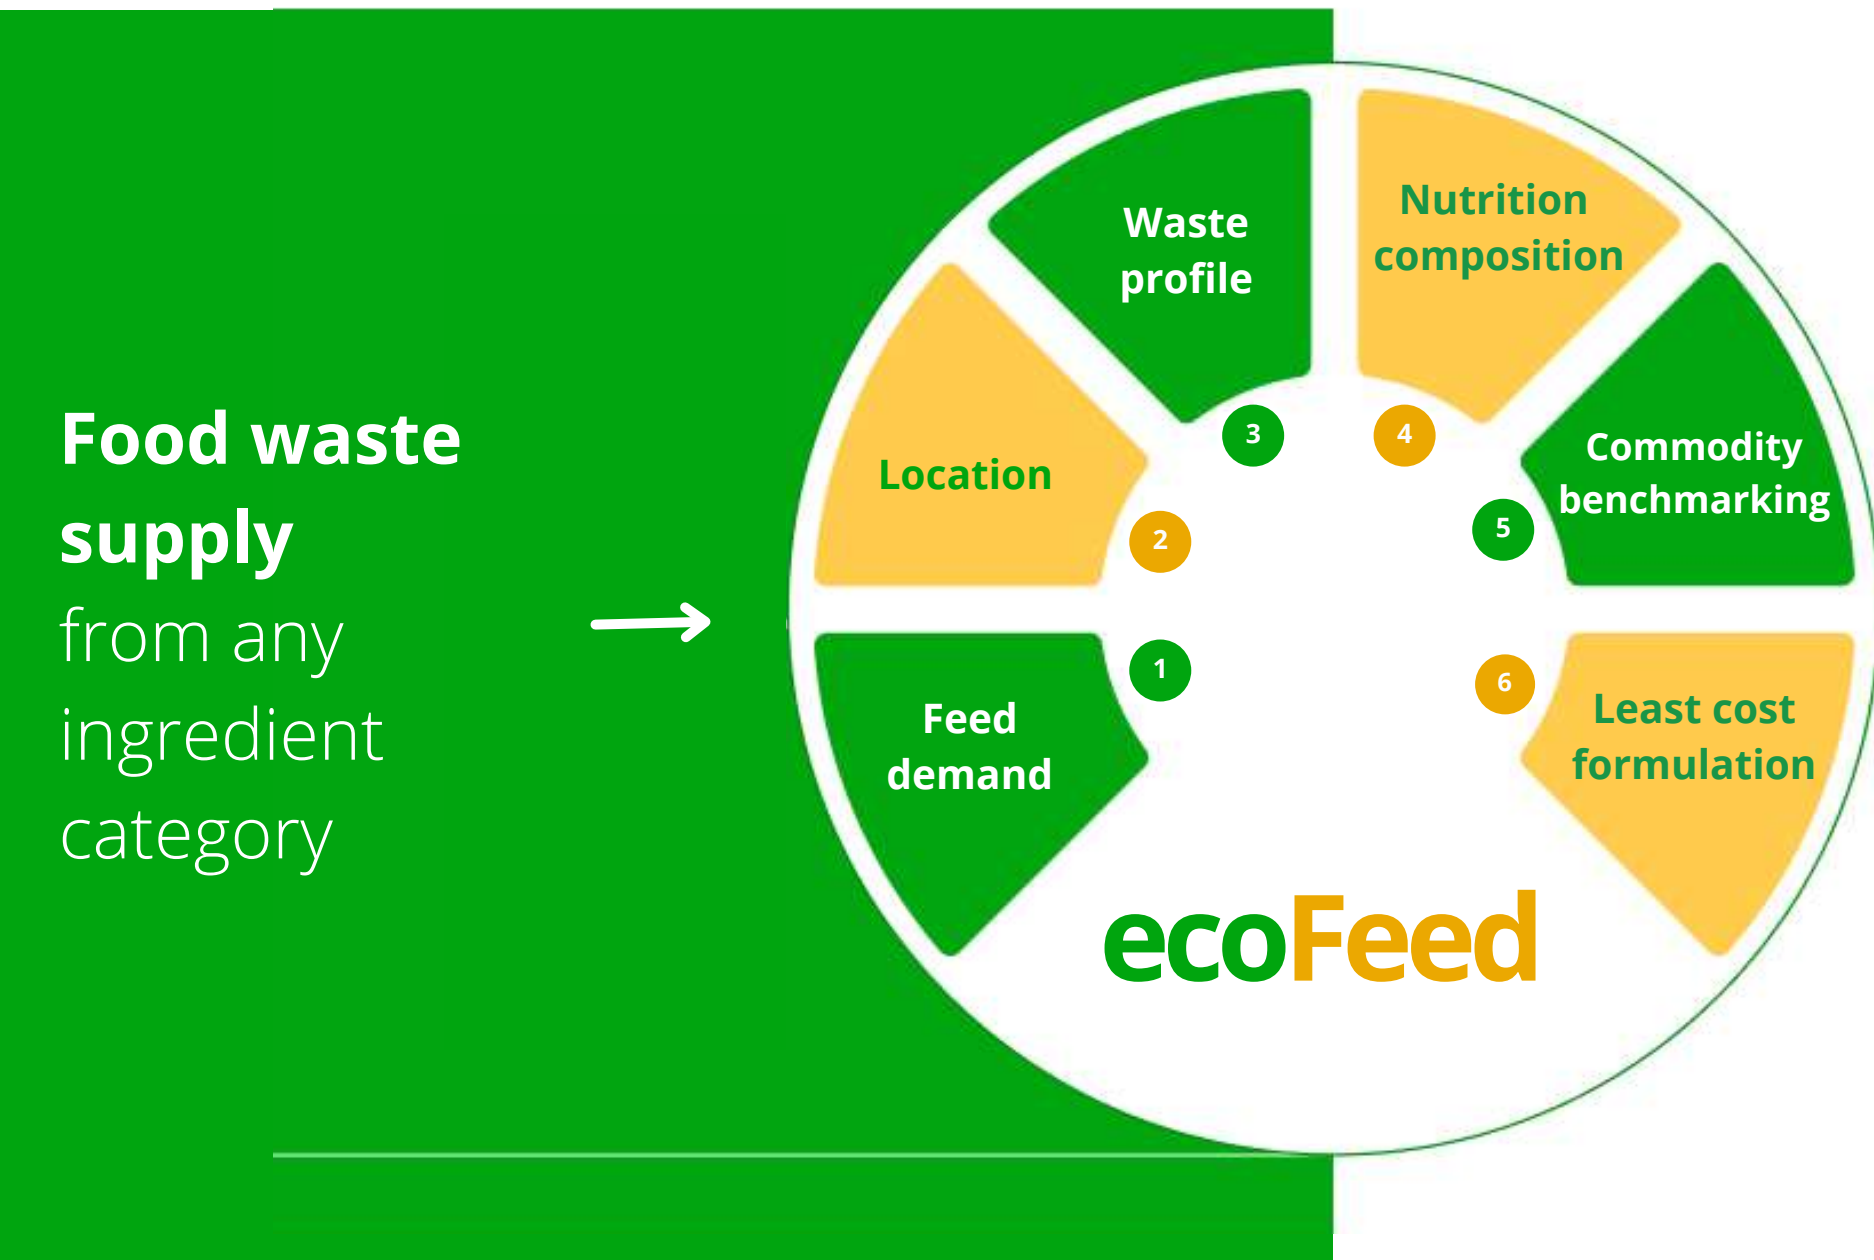 Food waste
supply
from any
ingredient
category
Feed
demand
1
Location
2
Waste
profile
3
Nutrition
composition
4
Commodity
benchmarking
5
Least cost
formulation
6
ecoFeed